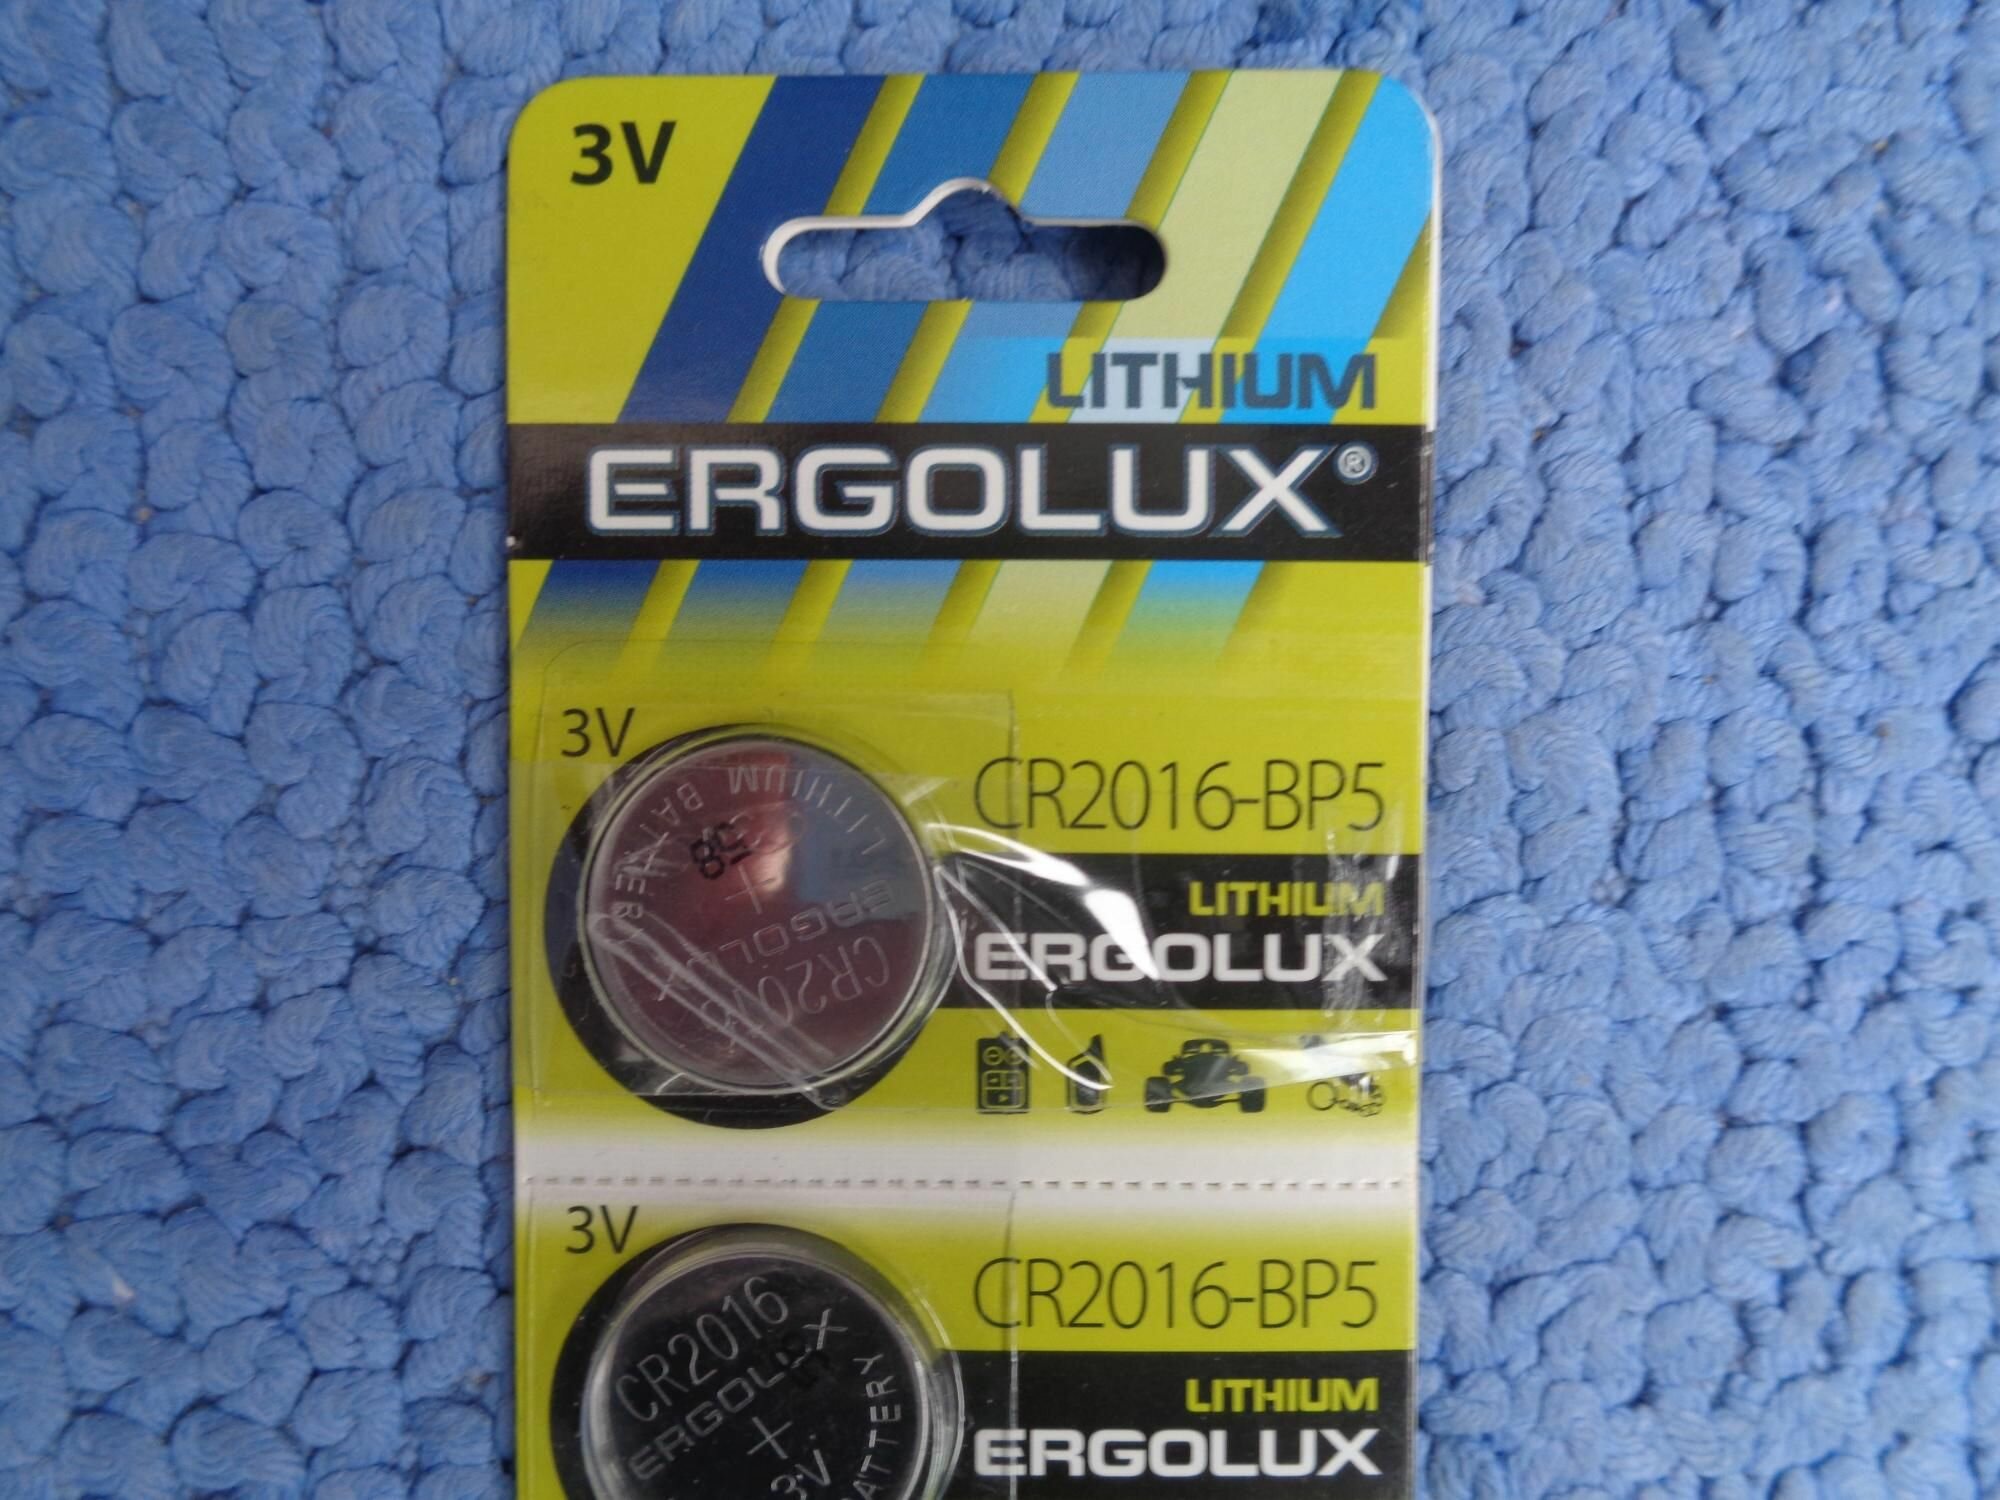 3V
LITHIUM
ERGOLUX®
3V
CR2016-BP5
LITHIUM BATTERY
58
+
ERGOLUX
CR2016
LITHIUM
ERGOLUX
3V
CR2016-BP5
CR2016
ERGOLUX
+
3V
BATTERY
LITHIUM
ERGOLUX